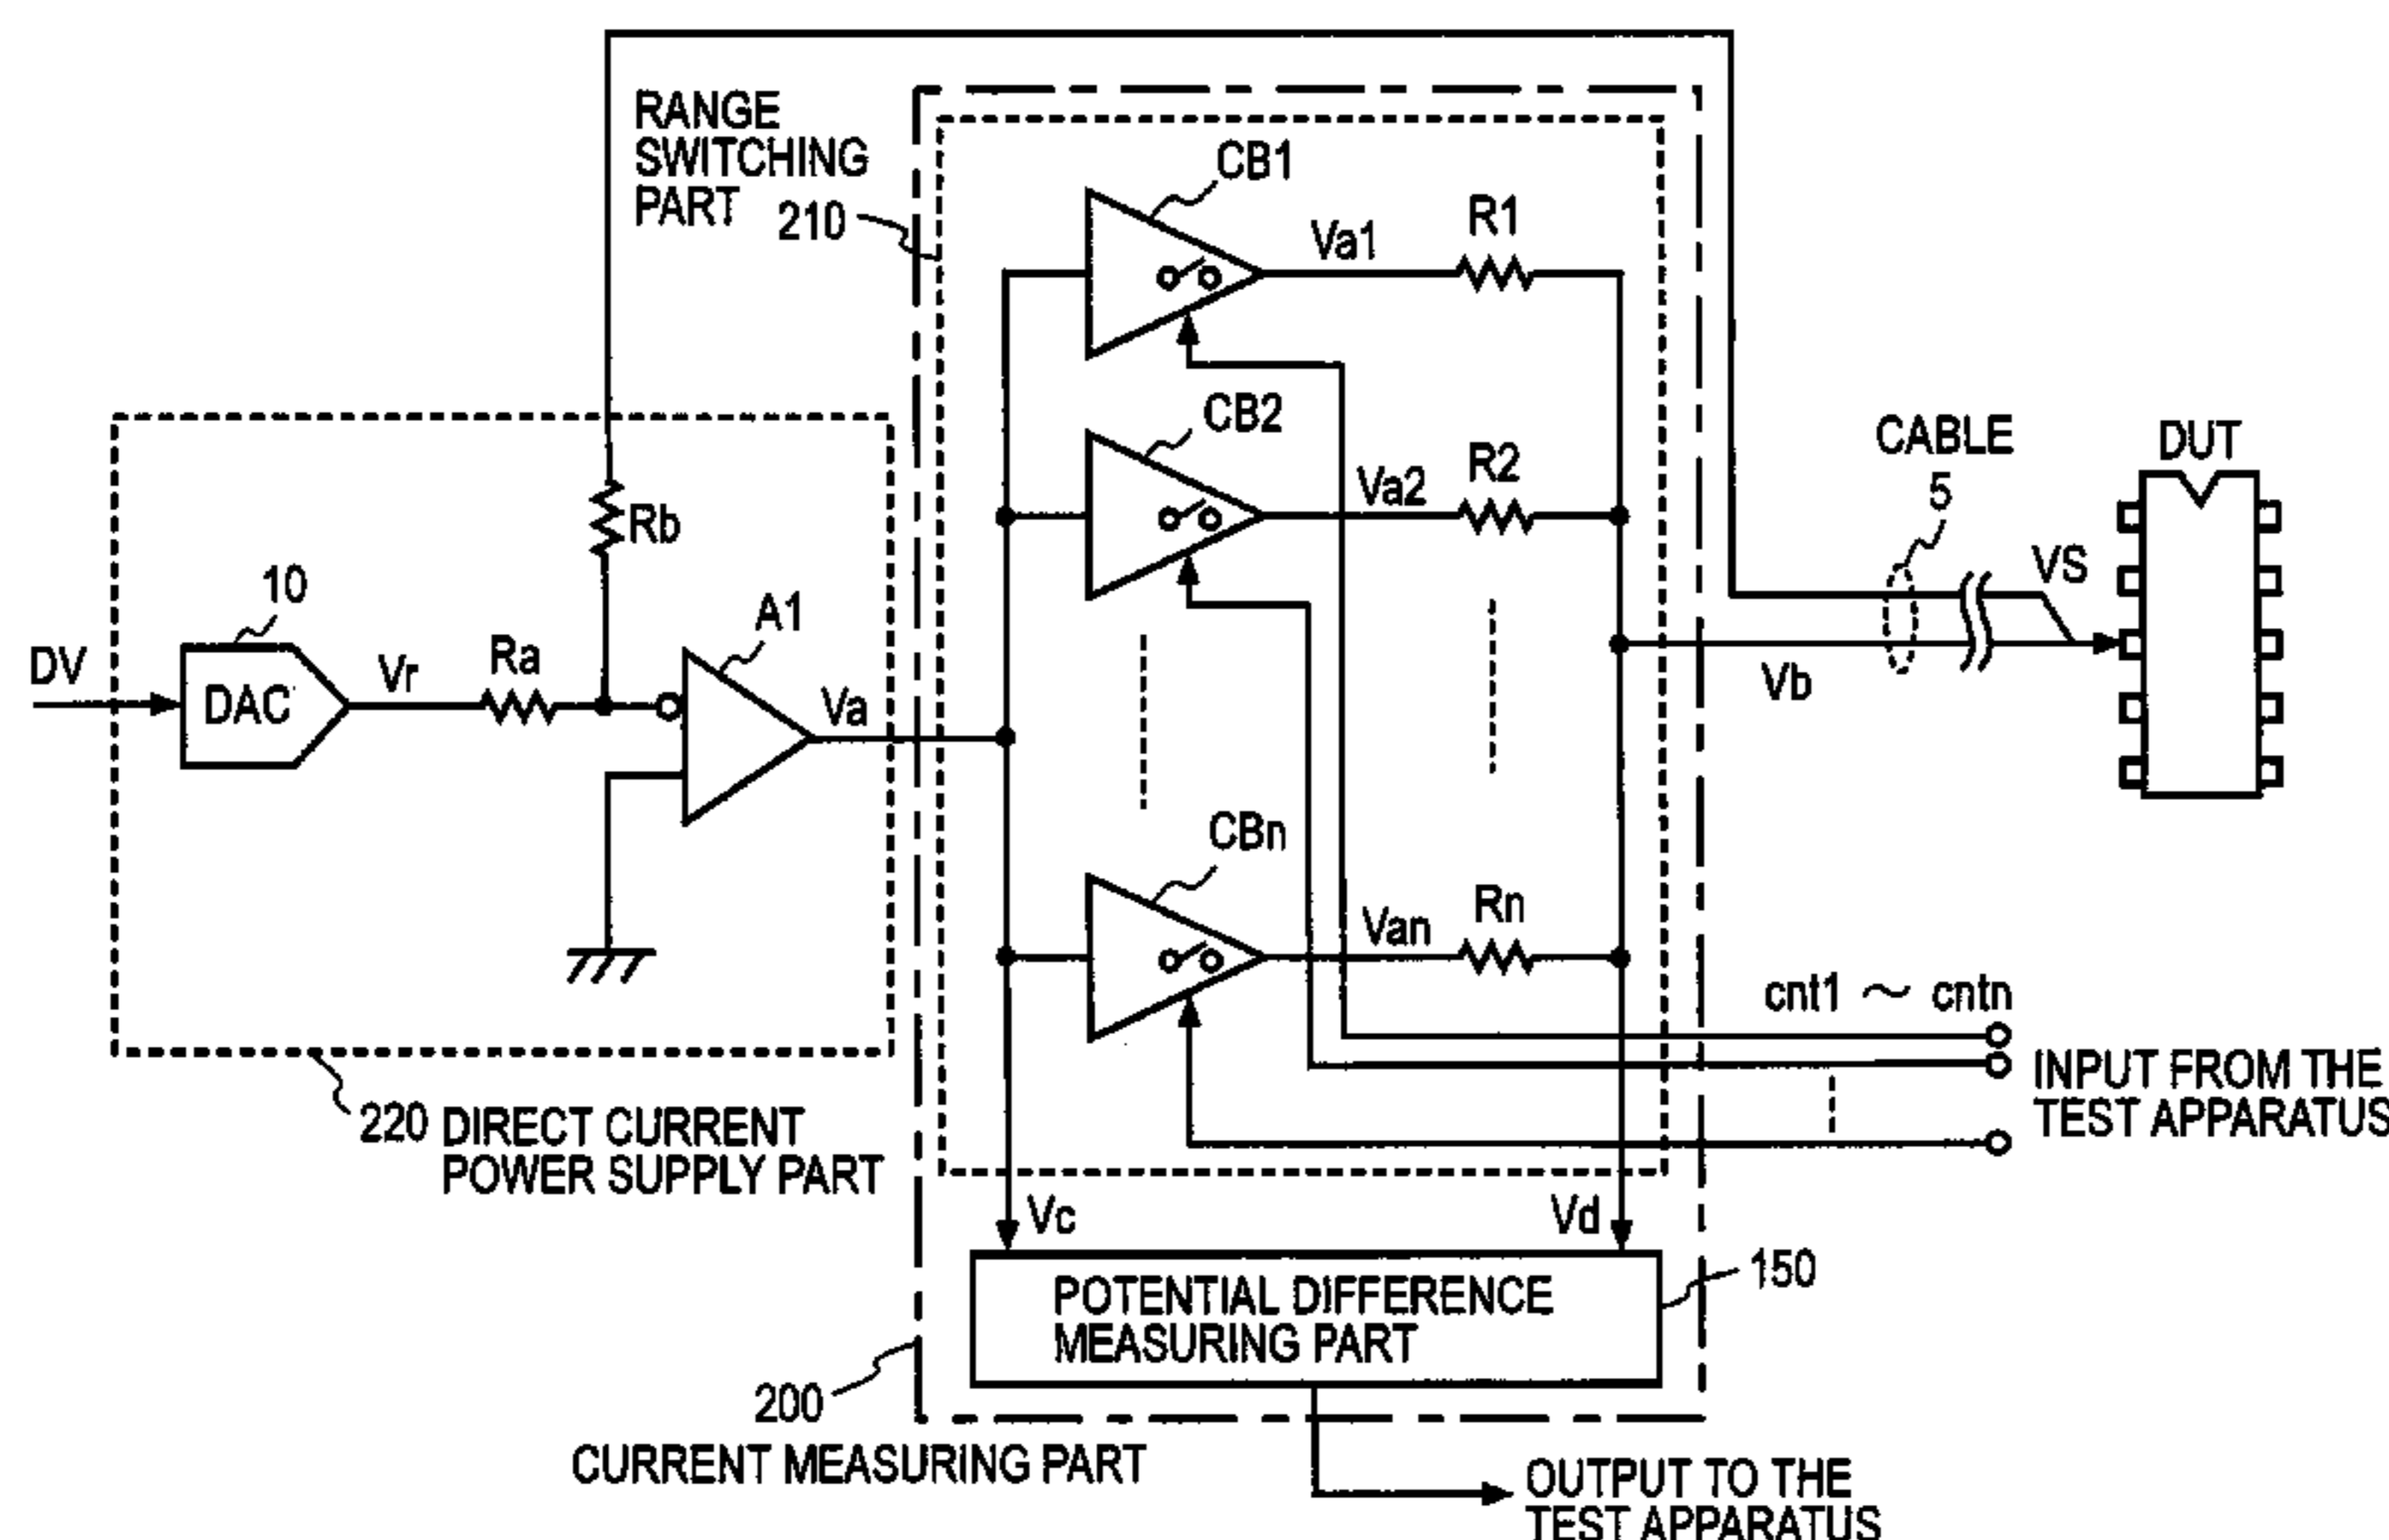 RANGE
SWITCHING
PART
210
CB1
Va1
R1
CB2
Va2
R2
CABLE
5
DUT
VS
Rb
10
A1
DV
DAC
Vr
Ra
Va
Vb
CBn
Van
Rn
cnt1 ~ cntn
INPUT FROM THE
TEST APPARATUS
220 DIRECT CURRENT
POWER SUPPLY PART
Vc
Vd
POTENTIAL DIFFERENCE
MEASURING PART
150
200
CURRENT MEASURING PART
OUTPUT TO THE
TEST APPARATUS